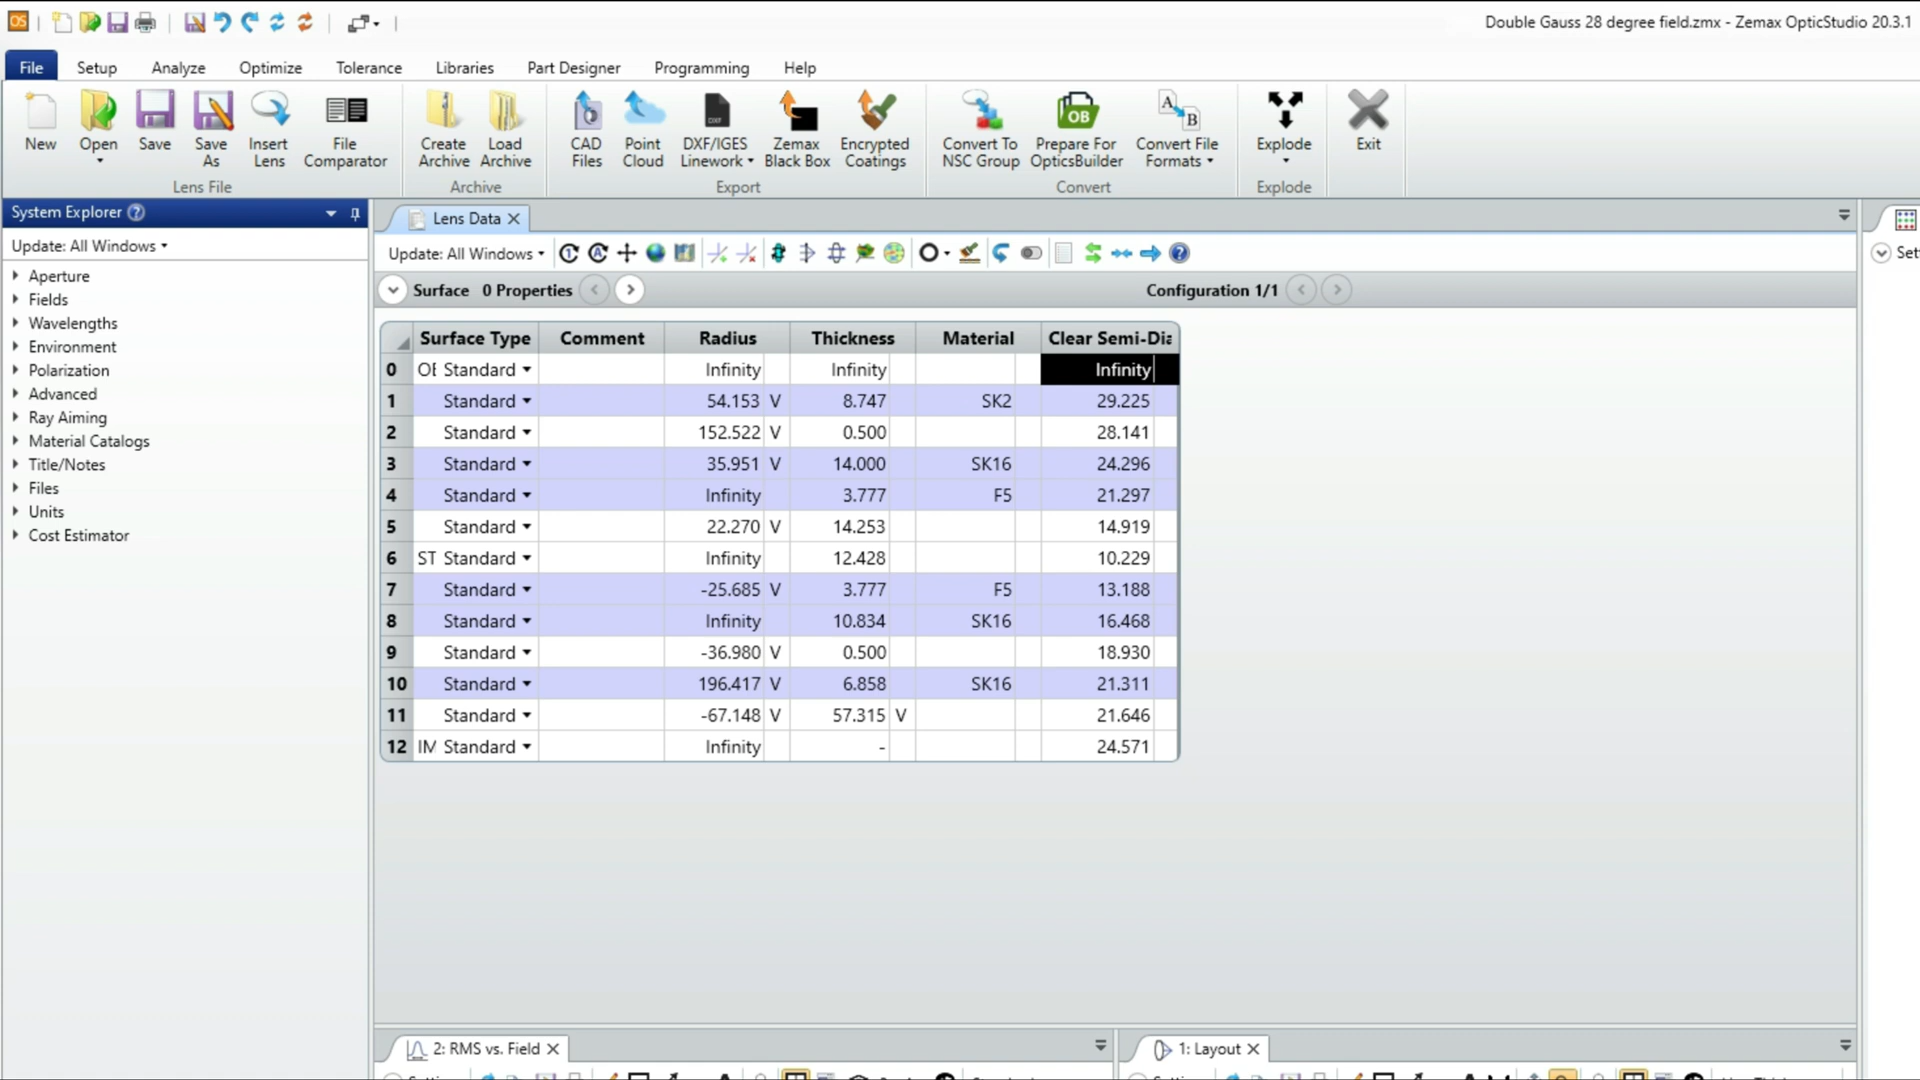 OS
Double Gauss 28 degree field.zmx - Zemax OpticStudio 20.3.1
File Setup Analyze Optimize Tolerance Libraries Part Designer Programming Help
New Open Save Save As Insert Lens File Comparator Create Archive Load Archive CAD Files Point Cloud DXF/IGES Linework Zemax Black Box Encrypted Coatings Convert To NSC Group Prepare For OpticsBuilder Convert File Formats Explode Exit
Lens File Archive Export Convert Explode
System Explorer
Update: All Windows
Aperture
Fields
Wavelengths
Environment
Polarization
Advanced
Ray Aiming
Material Catalogs
Title/Notes
Files
Units
Cost Estimator
Lens Data
Update: All Windows
Surface 0 Properties Configuration 1/1
Surface Type Comment Radius Thickness Material Clear Semi-Dia
0 Standard Infinity Infinity Infinity
1 Standard 54.153 V 8.747 SK2 29.225
2 Standard 152.522 V 0.500 28.141
3 Standard 35.951 V 14.000 SK16 24.296
4 Standard Infinity 3.777 F5 21.297
5 Standard 22.270 V 14.253 14.919
6 ST Standard Infinity 12.428 10.229
7 Standard -25.685 V 3.777 F5 13.188
8 Standard Infinity 10.834 SK16 16.468
9 Standard -36.980 V 0.500 18.930
10 Standard 196.417 V 6.858 SK16 21.311
11 Standard -67.148 V 57.315 V 21.646
12 IM Standard Infinity - 24.571
2: RMS vs. Field
1: Layout